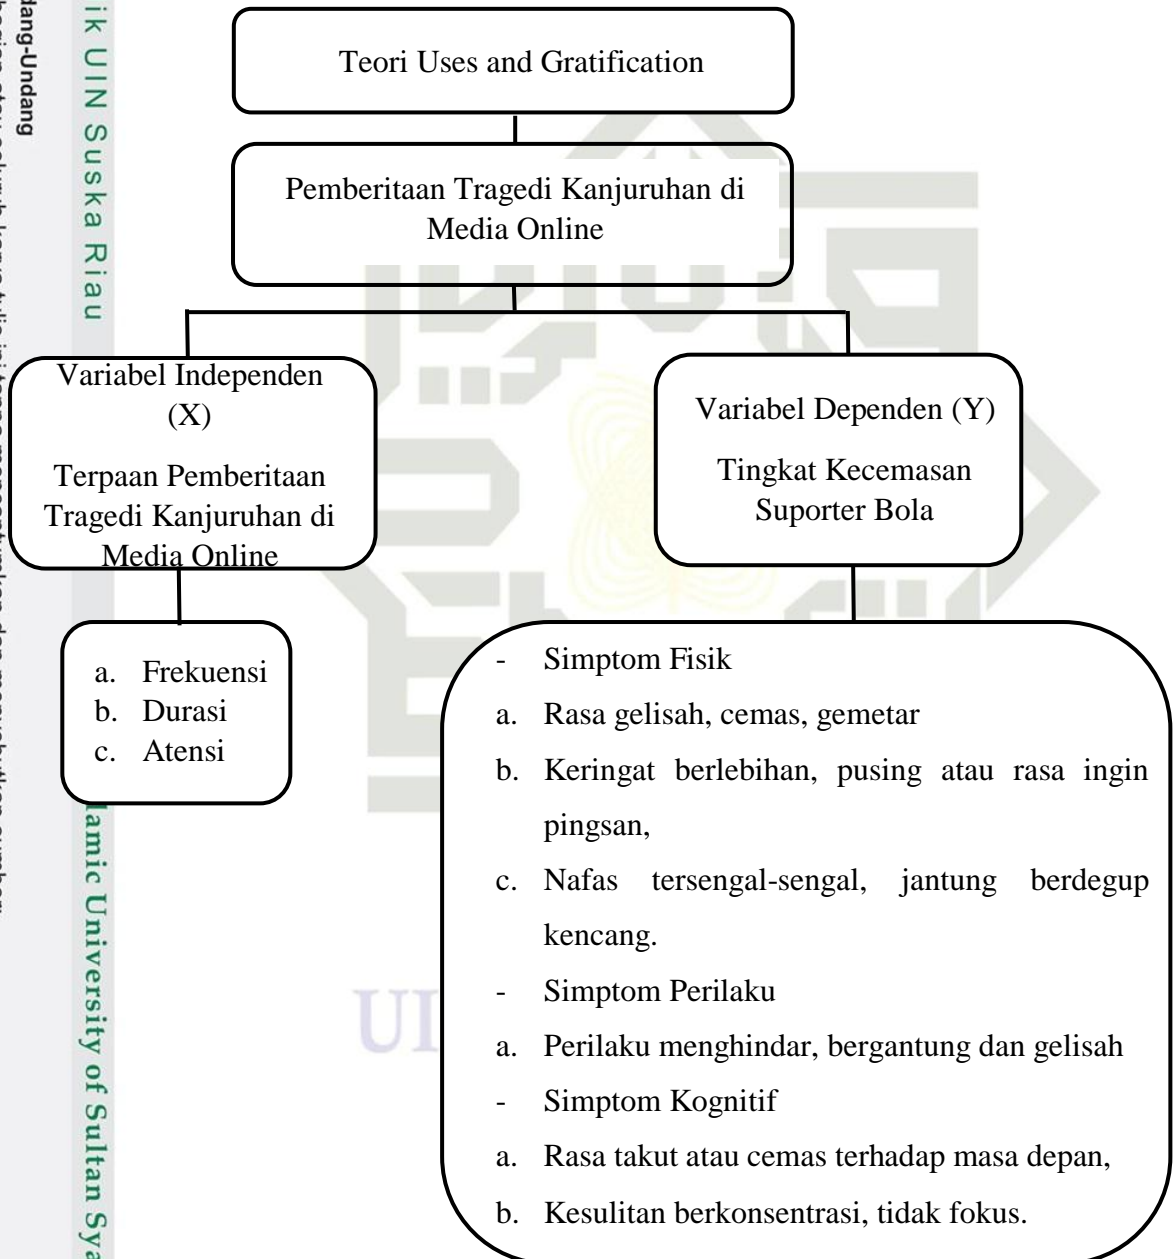 Teori Uses and Gratification
Pemberitaan Tragedi Kanjuruhan di
Media Online
Variabel Independen
(X)
Terpaan Pemberitaan
Tragedi Kanjuruhan di
Media Online
Variabel Dependen (Y)
Tingkat Kecemasan
Suporter Bola
a. Frekuensi
b. Durasi
c. Atensi
- Simptom Fisik
a. Rasa gelisah, cemas, gemetar
b. Keringat berlebihan, pusing atau rasa ingin
pingsan,
c. Nafas tersengal-sengal, jantung berdegup
kencang.
- Simptom Perilaku
a. Perilaku menghindar, bergantung dan gelisah
- Simptom Kognitif
a. Rasa takut atau cemas terhadap masa depan,
b. Kesulitan berkonsentrasi, tidak fokus.
UIN Suska Riau
lamic University of Sultan Sya
dang-Undang
UI